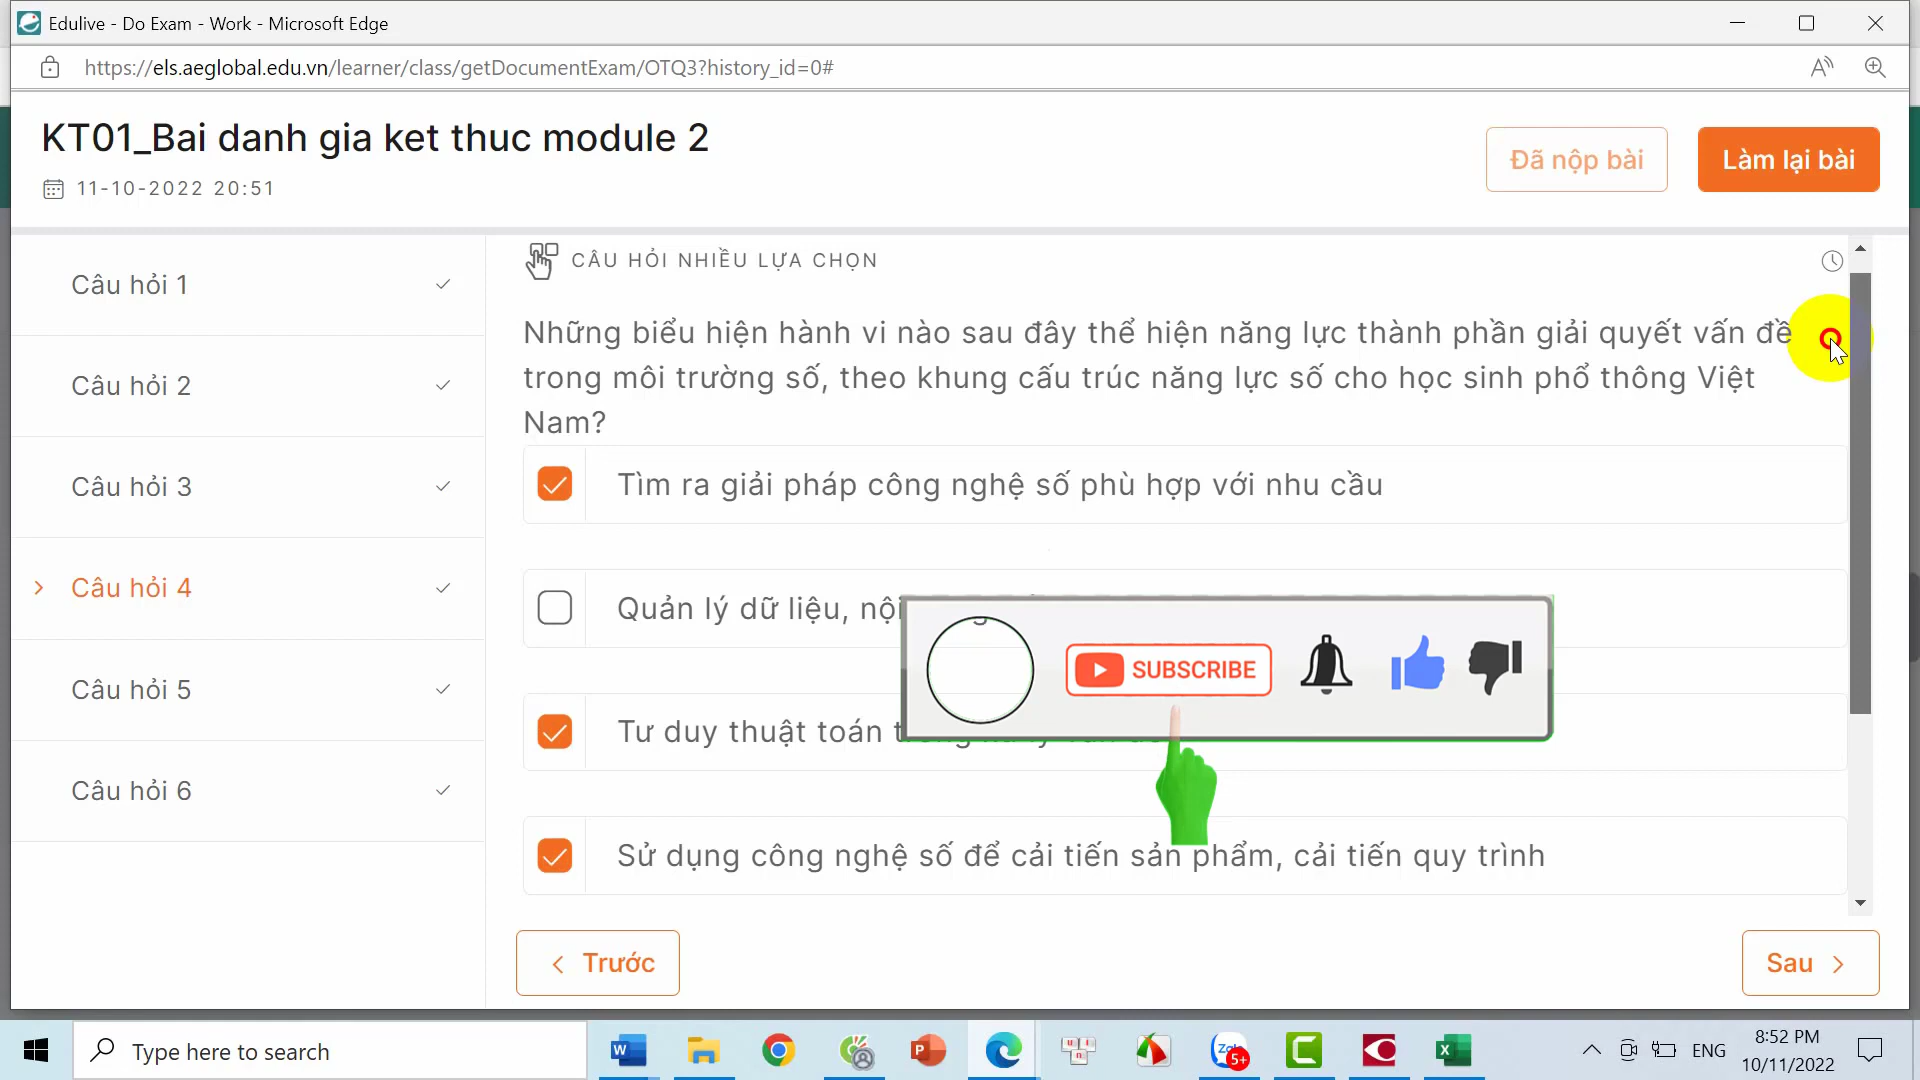 Edulive - Do Exam - Work - Microsoft Edge
https://els.aeglobal.edu.vn/learner/class/getDocumentExam/OTQ3?history_id=0#
KT01_Bai danh gia ket thuc module 2
11-10-2022 20:51
Đã nộp bài
Làm lại bài
Câu hỏi 1
Câu hỏi 2
Câu hỏi 3
Câu hỏi 4
Câu hỏi 5
Câu hỏi 6
CÂU HỎI NHIỀU LỰA CHỌN
Những biểu hiện hành vi nào sau đây thể hiện năng lực thành phần giải quyết vấn đề
trong môi trường số, theo khung cấu trúc năng lực số cho học sinh phổ thông Việt
Nam?
Tìm ra giải pháp công nghệ số phù hợp với nhu cầu
Quản lý dữ liệu, nội
SUBSCRIBE
Tư duy thuật toán
Sử dụng công nghệ số để cải tiến sản phẩm, cải tiến quy trình
Trước
Sau
Type here to search
5+
ENG
8:52 PM
10/11/2022